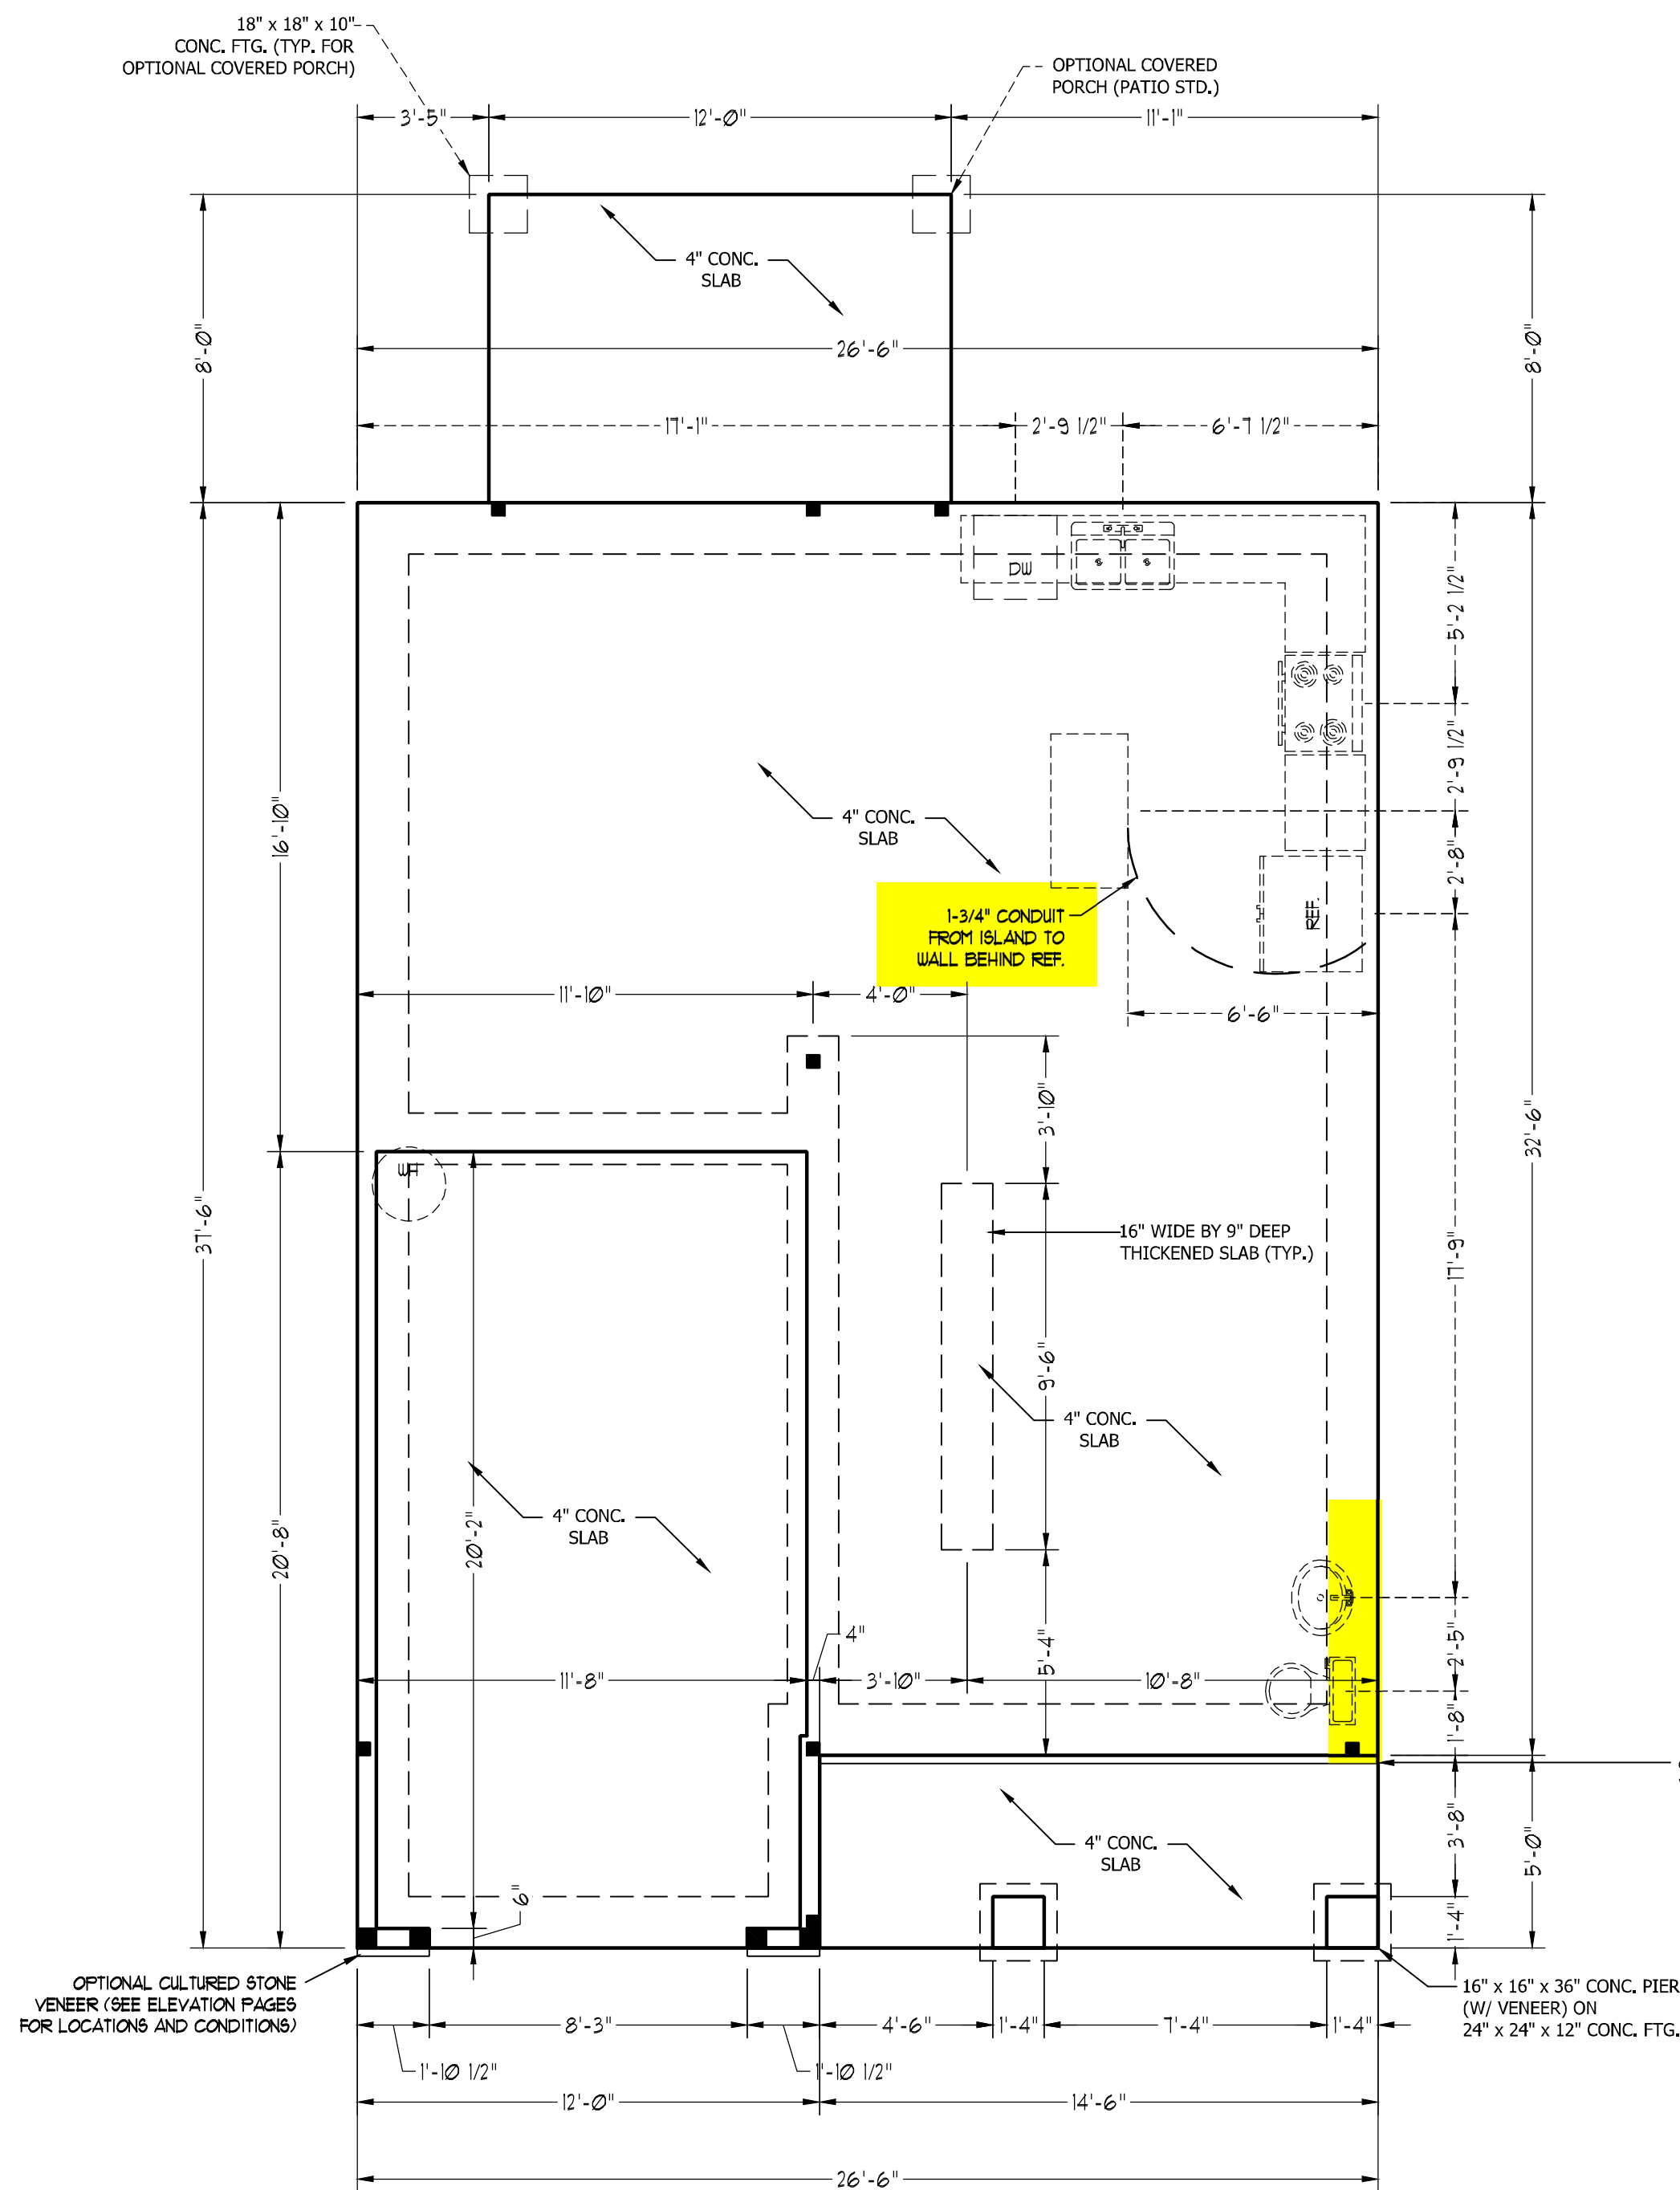 18" x 18" x 10"
CONC. FTG. (TYP. FOR
OPTIONAL COVERED PORCH)
OPTIONAL COVERED
PORCH (PATIO STD.)
3'-5"
12'-0"
11'-1"
4" CONC.
SLAB
8'-0"
8'-0"
26'-6"
17'-1"
2'-9 1/2"
6'-7 1/2"
DW
5'-2 1/2"
2'-9 1/2"
16'-10"
4" CONC.
SLAB
2'-8"
REF.
1-3/4" CONDUIT
FROM ISLAND TO
WALL BEHIND REF.
11'-10"
4'-0"
6'-6"
3'-10"
32'-6"
WH
37'-6"
16" WIDE BY 9" DEEP
THICKENED SLAB (TYP.)
17'-9"
9'-6"
4" CONC.
SLAB
4" CONC.
SLAB
20'-8"
20'-2"
4"
5'-4"
2'-5"
11'-8"
3'-10"
10'-8"
1'-8"
4" CONC.
SLAB
3'-8"
5'-0"
6"
1'-4"
OPTIONAL CULTURED STONE
VENEER (SEE ELEVATION PAGES
FOR LOCATIONS AND CONDITIONS)
16" x 16" x 36" CONC. PIER
(W/ VENEER) ON
24" x 24" x 12" CONC. FTG.
8'-3"
4'-6"
1'-4"
7'-4"
1'-4"
1'-10 1/2"
1'-10 1/2"
12'-0"
14'-6"
26'-6"